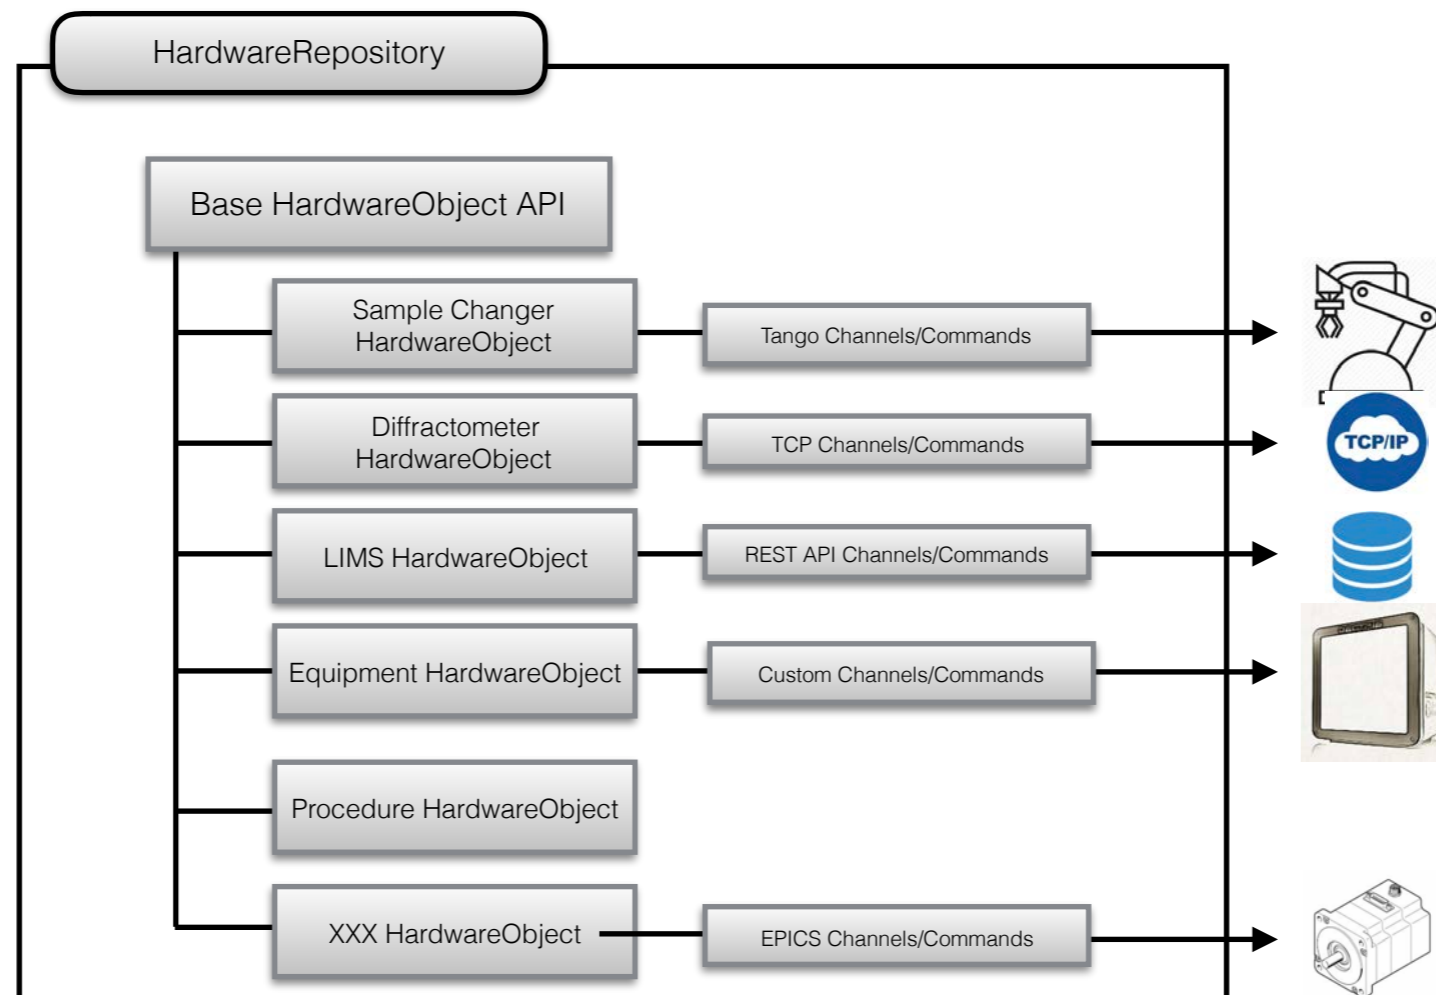 HardwareRepository
Base HardwareObject API
Sample Changer
HardwareObject
Tango Channels/Commands
Diffractometer
HardwareObject
TCP Channels/Commands
TCP/IP
LIMS HardwareObject
REST API Channels/Commands
Equipment HardwareObject
Custom Channels/Commands
Procedure HardwareObject
XXX HardwareObject
EPICS Channels/Commands